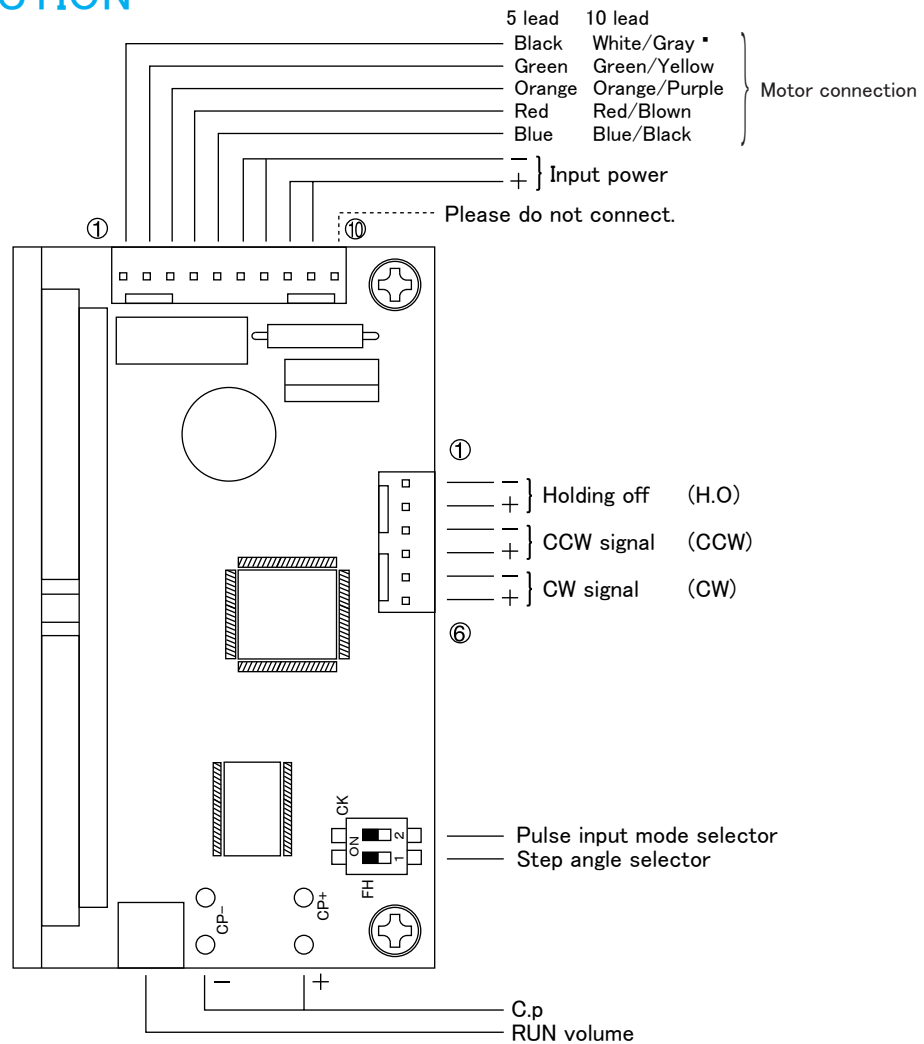 5 lead 10 lead
Black White/Gray ▪
Green Green/Yellow
Orange Orange/Purple
Red Red/Blown
Blue Blue/Black
Motor connection
−
+
Input power
Please do not connect.
① ⑩
①
−
+
Holding off (H.O)
−
+
CCW signal (CCW)
−
+
CW signal (CW)
⑥
CK
ON
2
1
FH
Pulse input mode selector
Step angle selector
CP−
CP+
− +
C.p
RUN volume